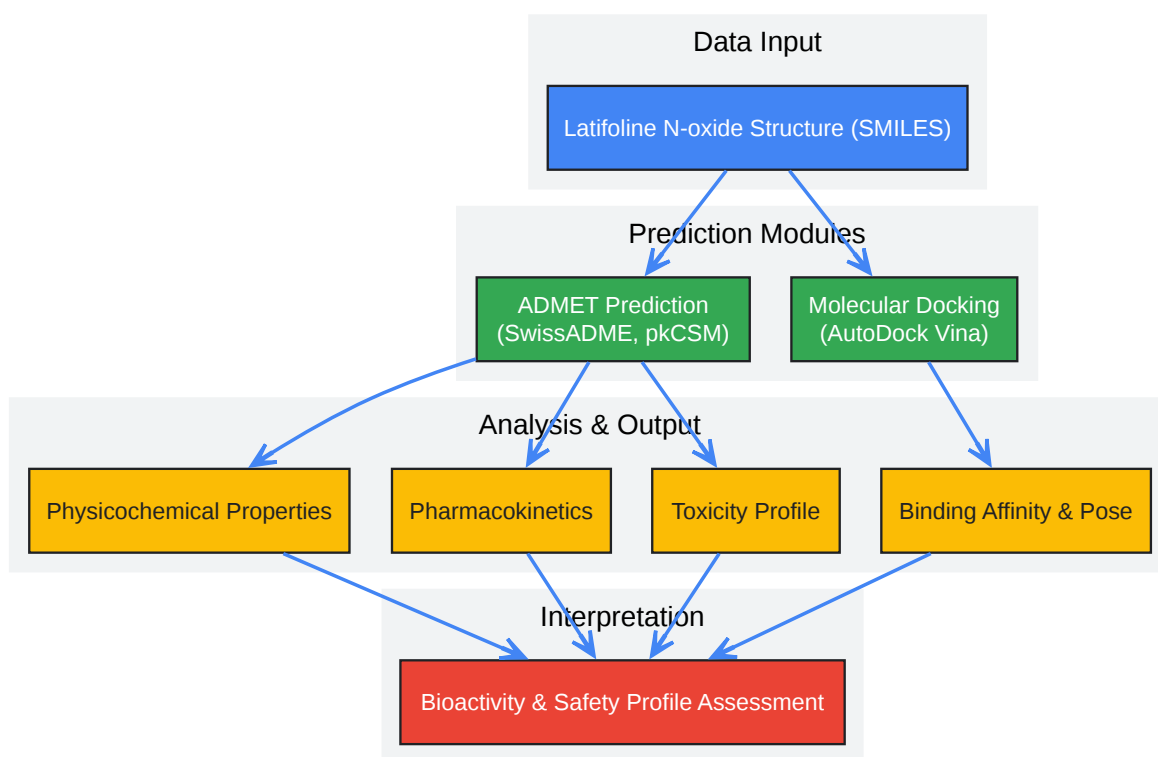 Data Input
Latifoline N-oxide Structure (SMILES)
Prediction Modules
ADMET Prediction
(SwissADME, pkCSM)
Molecular Docking
(AutoDock Vina)
Analysis & Output
Physicochemical Properties
Pharmacokinetics
Toxicity Profile
Binding Affinity & Pose
Interpretation
Bioactivity & Safety Profile Assessment